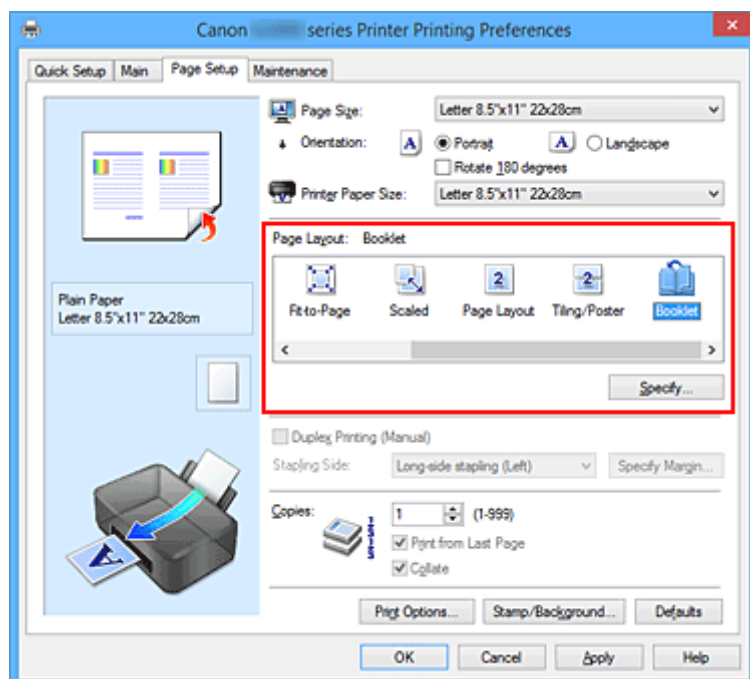 Canon series Printer Printing Preferences
Quick Setup Main Page Setup Maintenance
Page Size: Letter 8.5"x11" 22x28cm
Orientation: A Portrait A Landscape
Rotate 180 degrees
Printer Paper Size: Letter 8.5"x11" 22x28cm
Page Layout: Booklet
2 2
Fit-to-Page Scaled Page Layout Tiling/Poster Booklet
Plain Paper
Letter 8.5"x11" 22x28cm
Specify...
Duplex Printing (Manual)
Stapling Side: Long-side stapling (Left) Specify Margin...
Copies: 1 (1-999)
Print from Last Page
Collate
A
Print Options... Stamp/Background... Defaults
OK Cancel Apply Help